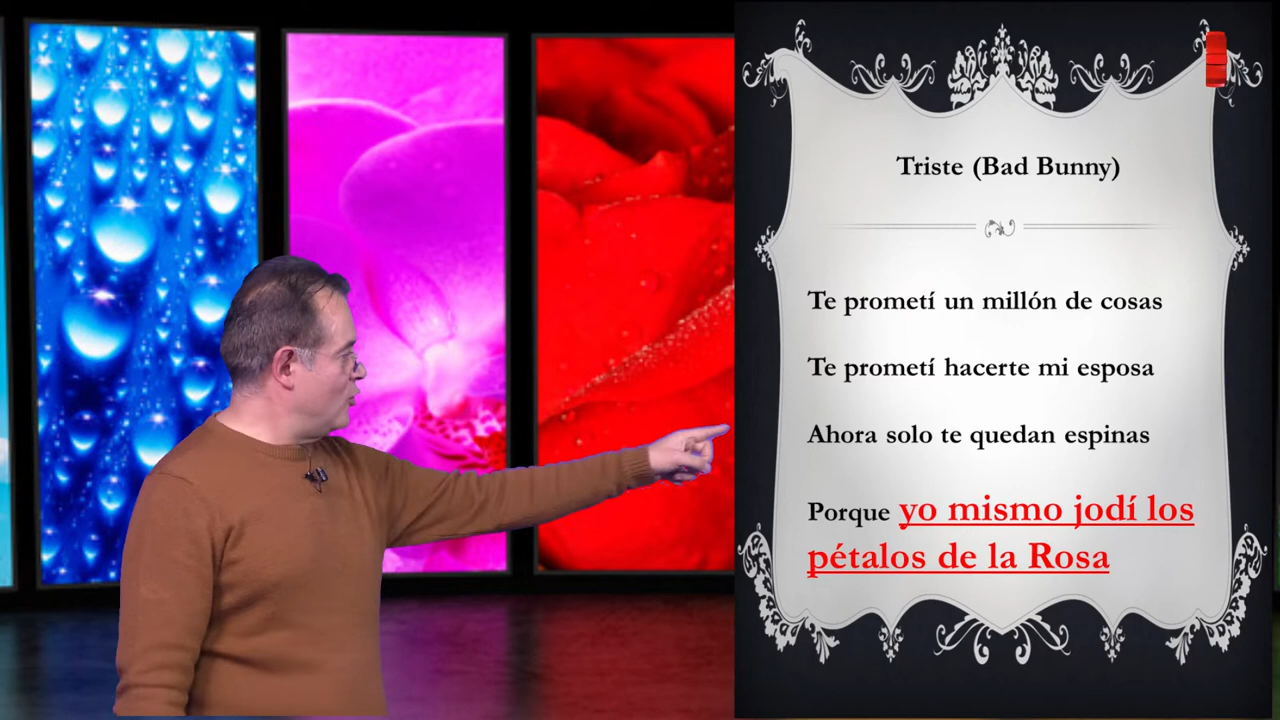 Triste (Bad Bunny)
Te prometí un millón de cosas
Te prometí hacerte mi esposa
Ahora solo te quedan espinas
Porque yo mismo jodí los
pétalos de la Rosa